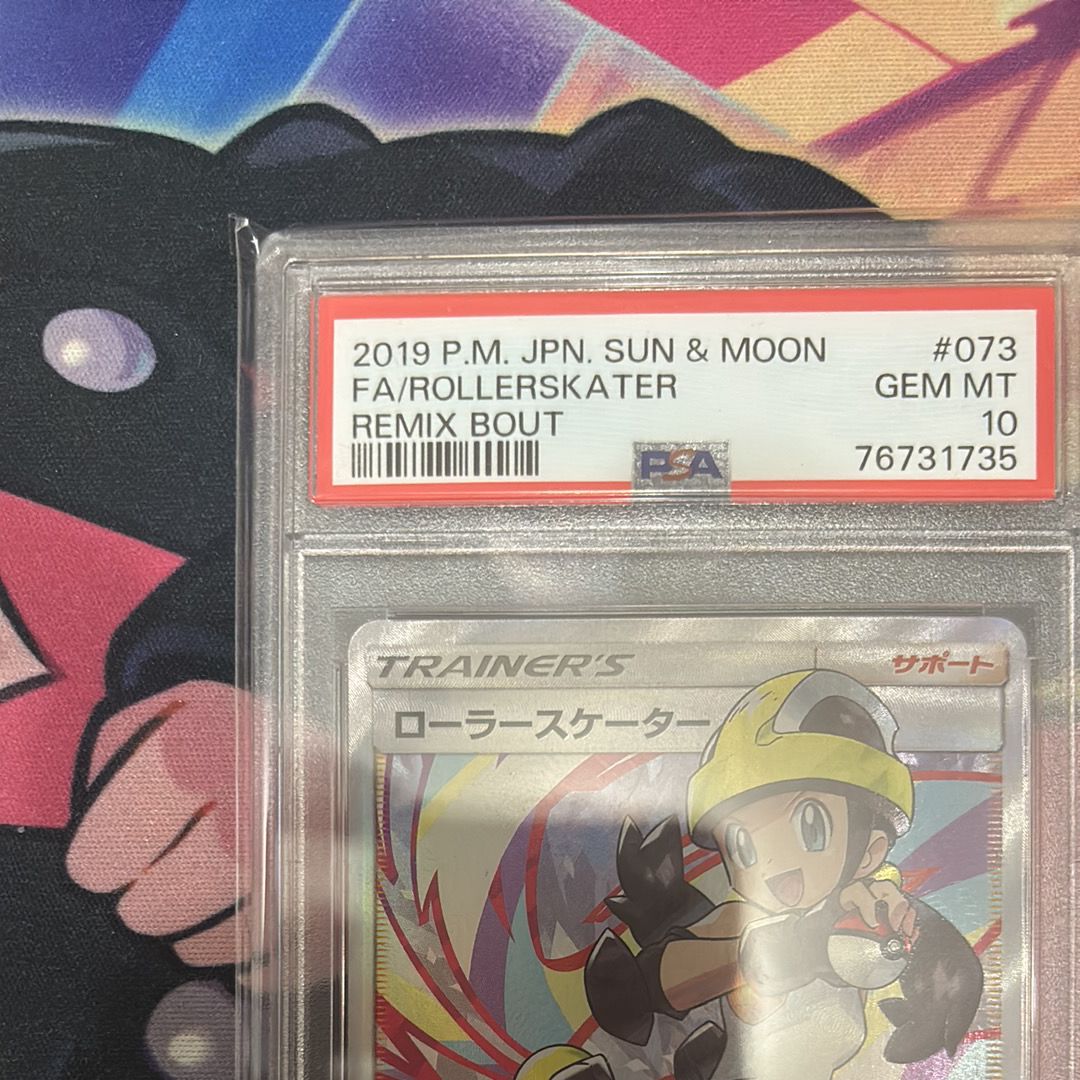 2019 P.M. JPN. SUN & MOON #073
FA/ROLLERSKATER GEM MT
REMIX BOUT 10
PSA 76731735
TRAINER'S サポート
ローラースケーター